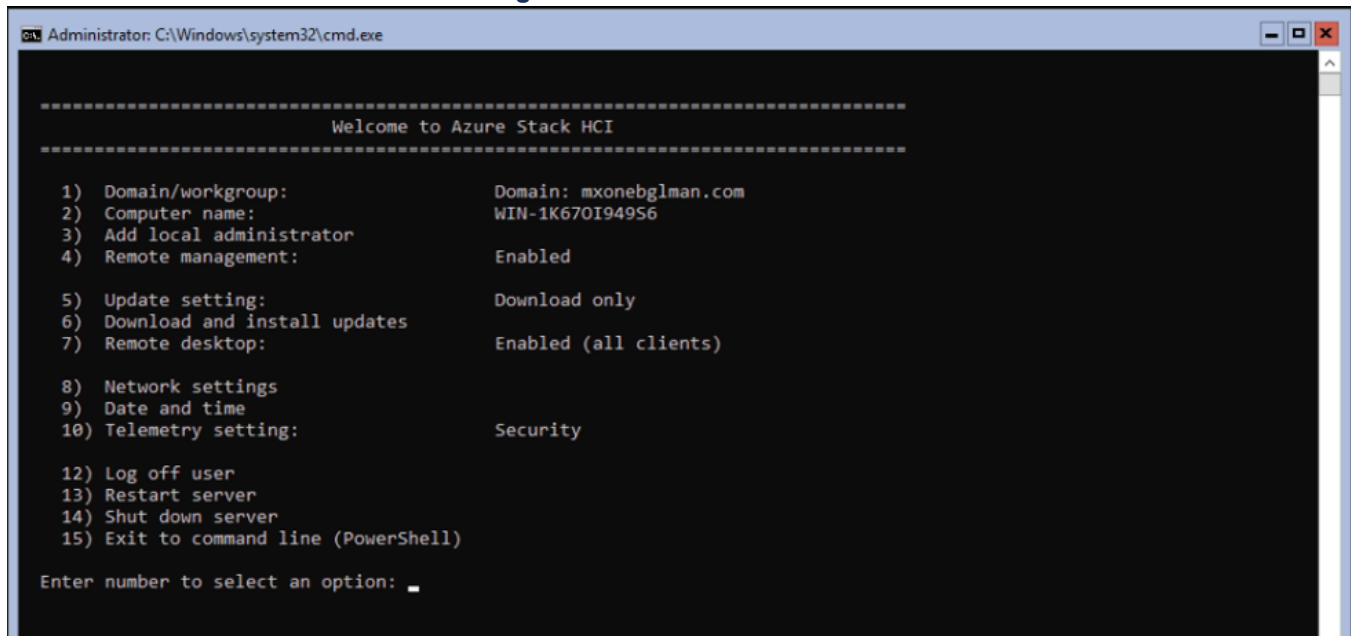 Administrator: C:\Windows\system32\cmd.exe
================================================================================
Welcome to Azure Stack HCI
================================================================================
1) Domain/workgroup: Domain: mxonebglman.com
2) Computer name: WIN-1K67OI949S6
3) Add local administrator
4) Remote management: Enabled
5) Update setting: Download only
6) Download and install updates
7) Remote desktop: Enabled (all clients)
8) Network settings
9) Date and time
10) Telemetry setting: Security
12) Log off user
13) Restart server
14) Shut down server
15) Exit to command line (PowerShell)
Enter number to select an option: